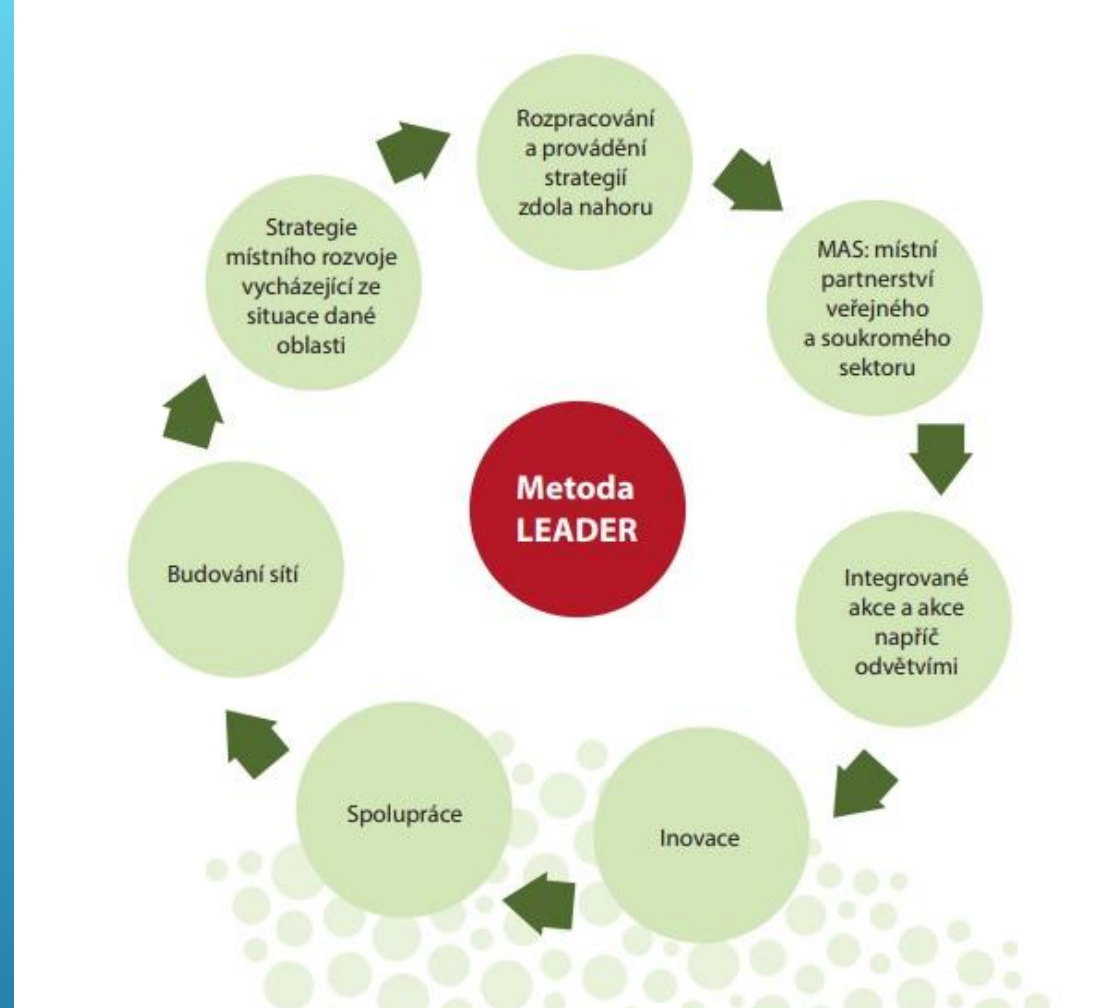 Rozpracování
a provádění
strategií
zdola nahoru
MAS: místní
partnerství
veřejného
a soukromého
sektoru
Integrované
akce a akce
napříč
odvětvími
Inovace
Spolupráce
Budování sítí
Strategie
místního rozvoje
vycházející ze
situace dané
oblasti
Metoda
LEADER